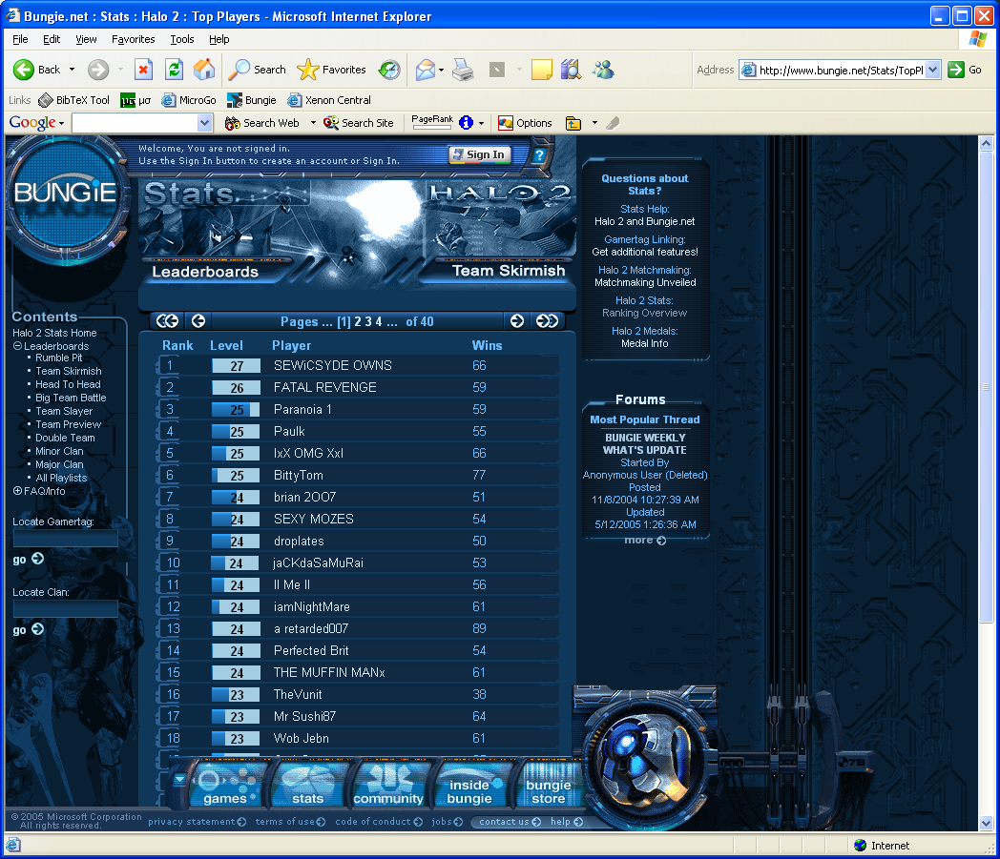 Bungie.net : Stats : Halo 2 : Top Players - Microsoft Internet Explorer
File Edit View Favorites Tools Help
Back Search Favorites Address http://www.bungie.net/Stats/TopPl Go
Links BibTeX Tool μσ MicroGo Bungie Xenon Central
Google Search Web Search Site PageRank Options
Welcome, You are not signed in.
Use the Sign In button to create an account or Sign In.
Sign In ?
BUNGiE
Stats HALO 2
Leaderboards Team Skirmish
Contents
Halo 2 Stats Home
Leaderboards
• Rumble Pit
• Team Skirmish
• Head To Head
• Big Team Battle
• Team Slayer
• Team Preview
• Double Team
• Minor Clan
• Major Clan
• All Playlists
FAQ/Info
Locate Gamertag:
go
Locate Clan:
go
Pages ... [1] 2 3 4 ... of 40
Rank Level Player Wins
1 27 SEWiCSYDE OWNS 66
2 26 FATAL REVENGE 59
3 25 Paranoia 1 59
4 25 Paulk 55
5 25 IxX OMG XxI 66
6 25 BittyTom 77
7 24 brian 2OO7 51
8 24 SEXY MOZES 54
9 24 droplates 50
10 24 jaCKdaSaMuRai 53
11 24 II Me II 56
12 24 iamNightMare 61
13 24 a retarded007 89
14 24 Perfected Brit 54
15 24 THE MUFFIN MANx 61
16 23 TheVunit 38
17 23 Mr Sushi87 64
18 23 Wob Jebn 61
Questions about
Stats?
Stats Help:
Halo 2 and Bungie.net
Gamertag Linking:
Get additional features!
Halo 2 Matchmaking:
Matchmaking Unveiled
Halo 2 Stats:
Ranking Overview
Halo 2 Medals:
Medal Info
Forums
Most Popular Thread
BUNGIE WEEKLY
WHAT'S UPDATE
Started By
Anonymous User (Deleted)
Posted
11/8/2004 10:27:39 AM
Updated
5/12/2005 1:26:36 AM
more
games stats community inside bungie bungie store
7B
© 2005 Microsoft Corporation
All rights reserved.
privacy statement terms of use code of conduct jobs contact us help
Internet